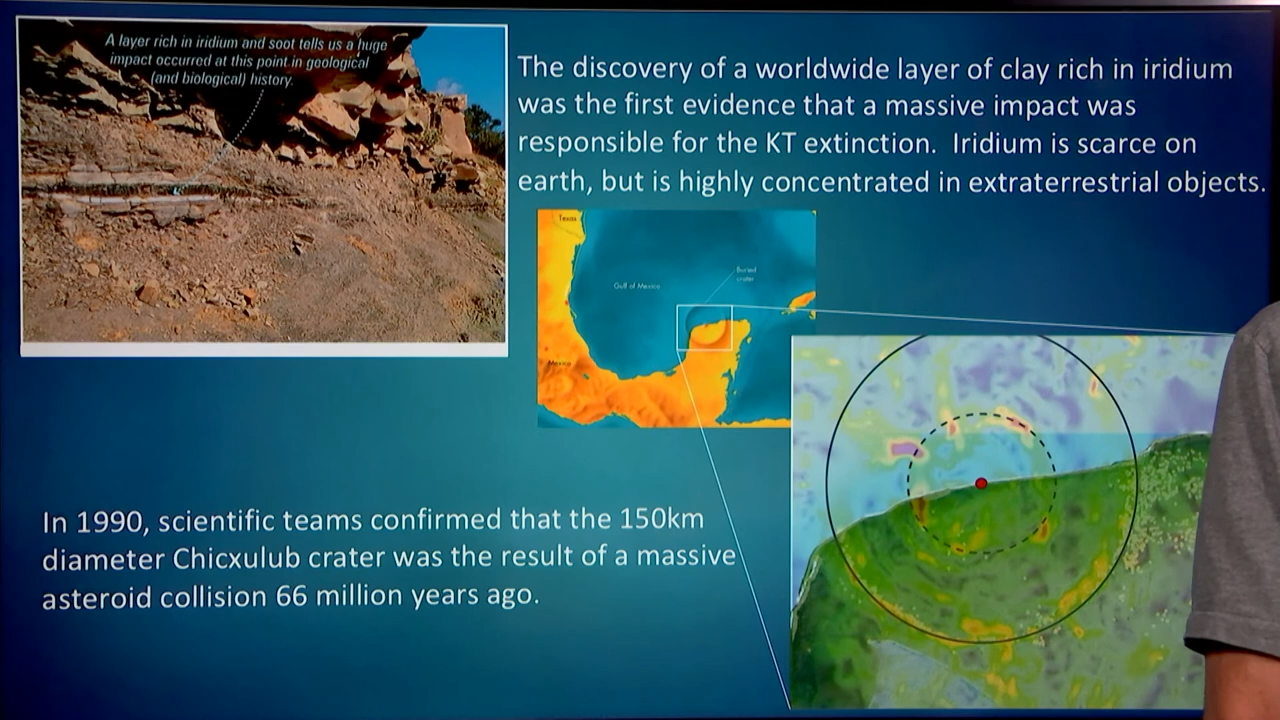 A layer rich in iridium and soot tells us a huge
impact occurred at this point in geological
(and biological) history.
The discovery of a worldwide layer of clay rich in iridium
was the first evidence that a massive impact was
responsible for the KT extinction.  Iridium is scarce on
earth, but is highly concentrated in extraterrestrial objects.
Texas
Buried
crater
Gulf of Mexico
Mexico
In 1990, scientific teams confirmed that the 150km
diameter Chicxulub crater was the result of a massive
asteroid collision 66 million years ago.